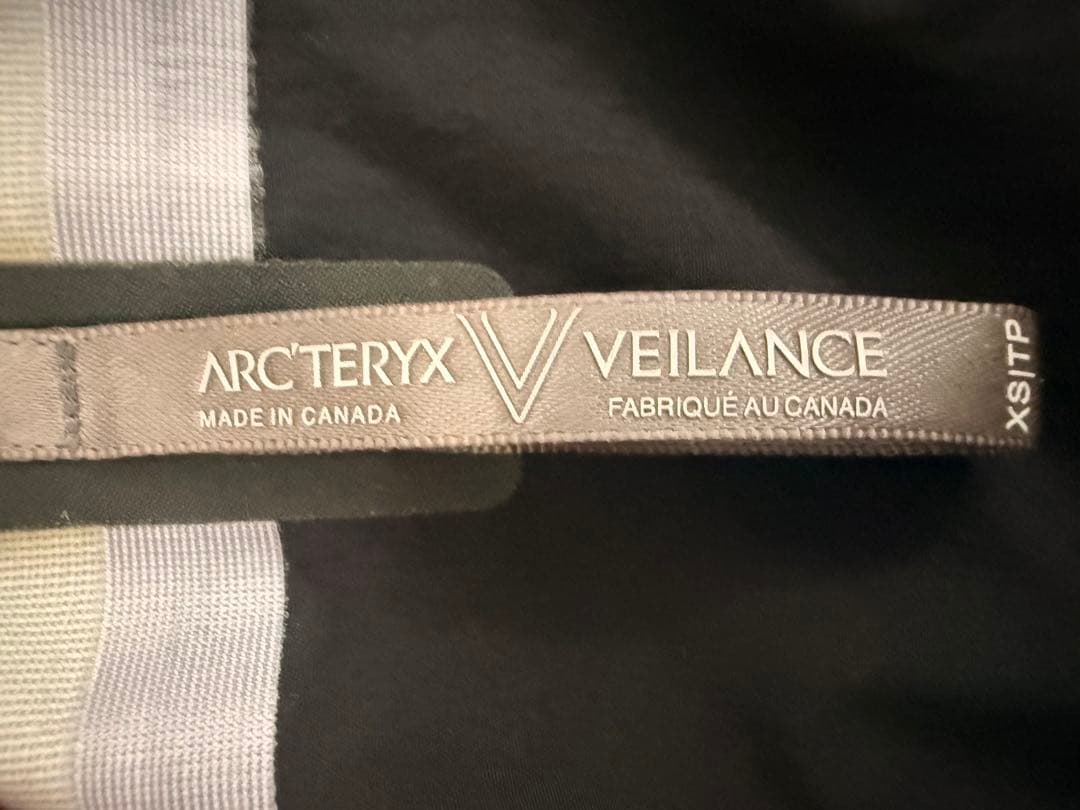 ARC'TERYX VEILANCE
MADE IN CANADA FABRIQUÉ AU CANADA
XS|TP